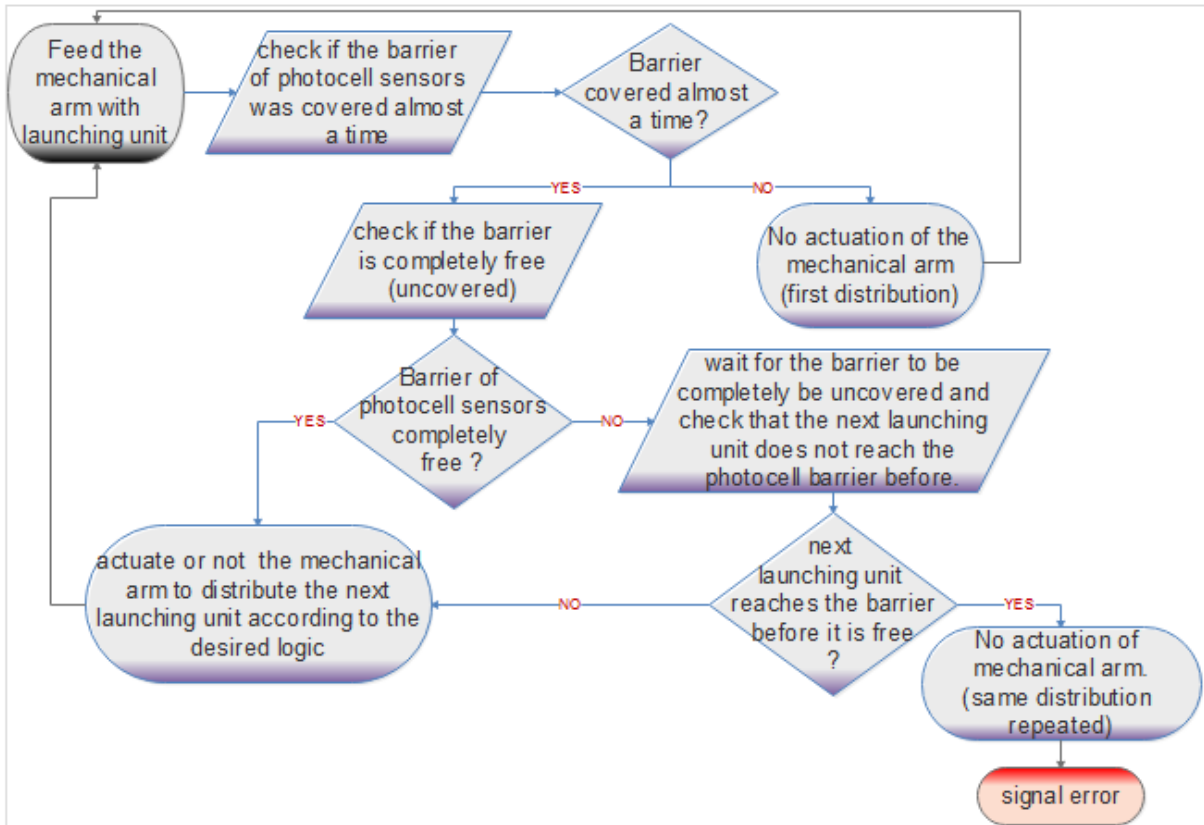 Feed the
mechanical
arm with
launching unit
check if the barrier
of photocell sensors
was covered almost
a time
Barrier
covered almost
a time?
YES
NO
check if the barrier
is completely free
(uncovered)
No actuation of the
mechanical arm
(first distribution)
Barrier of
photocell sensors
completely
free ?
YES
NO
wait for the barrier to be
completely be uncovered and
check that the next launching
unit does not reach the
photocell barrier before.
actuate or not the mechanical
arm to distribute the next
launching unit according to the
desired logic
NO
next
launching unit
reaches the barrier
before it is free
?
YES
No actuation of
mechanical arm.
(same distribution
repeated)
signal error